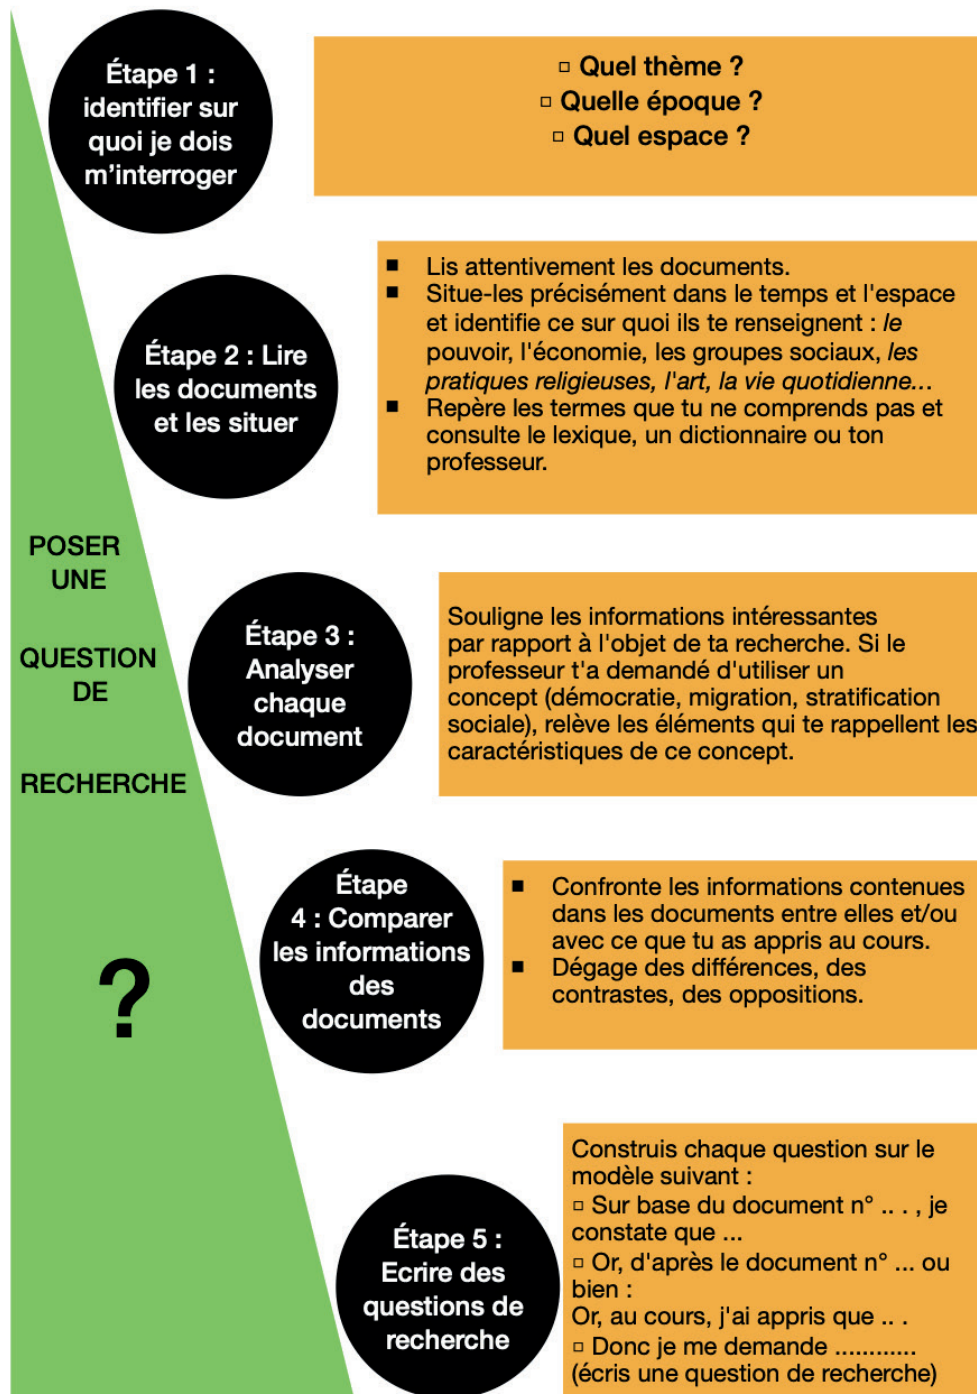 Étape 1 :
identifier sur
quoi je dois
m'interroger
▫ Quel thème ?
▫ Quelle époque ?
▫ Quel espace ?
Étape 2 : Lire
les documents
et les situer
▪ Lis attentivement les documents.
▪ Situe-les précisément dans le temps et l'espace
et identifie ce sur quoi ils te renseignent : le
pouvoir, l'économie, les groupes sociaux, les
pratiques religieuses, l'art, la vie quotidienne...
▪ Repère les termes que tu ne comprends pas et
consulte le lexique, un dictionnaire ou ton
professeur.
POSER
UNE
QUESTION
DE
RECHERCHE
?
Étape 3 :
Analyser
chaque
document
Souligne les informations intéressantes
par rapport à l'objet de ta recherche. Si le
professeur t'a demandé d'utiliser un
concept (démocratie, migration, stratification
sociale), relève les éléments qui te rappellent les
caractéristiques de ce concept.
Étape
4 : Comparer
les informations
des
documents
▪ Confronte les informations contenues
dans les documents entre elles et/ou
avec ce que tu as appris au cours.
▪ Dégage des différences, des
contrastes, des oppositions.
Étape 5 :
Ecrire des
questions de
recherche
Construis chaque question sur le
modèle suivant :
▫ Sur base du document n° .. . , je
constate que ...
▫ Or, d'après le document n° ... ou
bien :
Or, au cours, j'ai appris que .. .
▫ Donc je me demande ............
(écris une question de recherche)